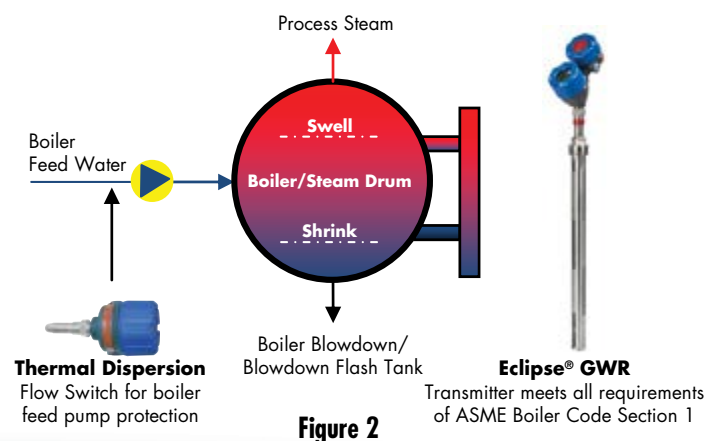 Process Steam
Swell
Boiler
Feed Water
Boiler/Steam Drum
Shrink
Boiler Blowdown/
Blowdown Flash Tank
Thermal Dispersion
Flow Switch for boiler
feed pump protection
Eclipse® GWR
Transmitter meets all requirements
of ASME Boiler Code Section 1
Figure 2